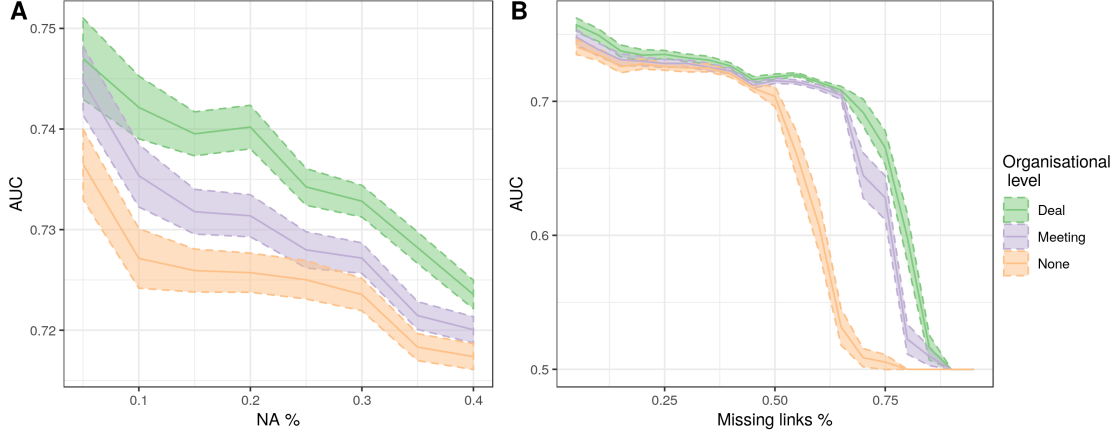 A
B
0.75
0.74
0.73
0.72
AUC
0.1
0.2
0.3
0.4
NA %
0.7
0.6
0.5
AUC
0.25
0.50
0.75
Missing links %
Organisational
level
Deal
Meeting
None